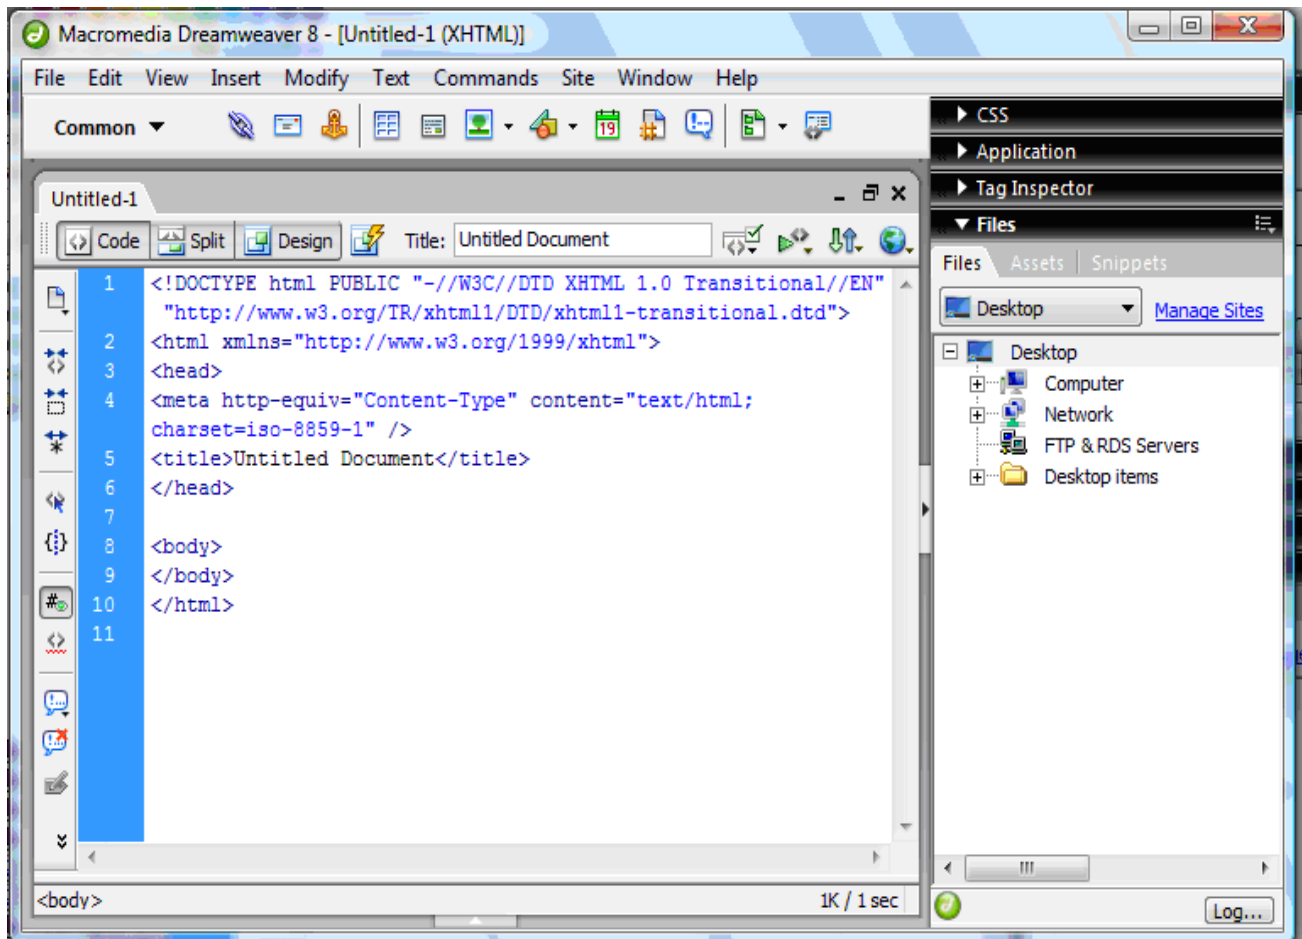 Macromedia Dreamweaver 8 - [Untitled-1 (XHTML)]
File Edit View Insert Modify Text Commands Site Window Help
Common
19
CSS
Application
Tag Inspector
Files
Untitled-1
Code Split Design Title: Untitled Document
Files Assets Snippets
Desktop Manage Sites
1 <!DOCTYPE html PUBLIC "-//W3C//DTD XHTML 1.0 Transitional//EN"
"http://www.w3.org/TR/xhtml1/DTD/xhtml1-transitional.dtd">
2 <html xmlns="http://www.w3.org/1999/xhtml">
3 <head>
4 <meta http-equiv="Content-Type" content="text/html;
charset=iso-8859-1" />
5 <title>Untitled Document</title>
6 </head>
7
8 <body>
9 </body>
10 </html>
11
Desktop
Computer
Network
FTP & RDS Servers
Desktop items
<body> 1K / 1 sec
Log...